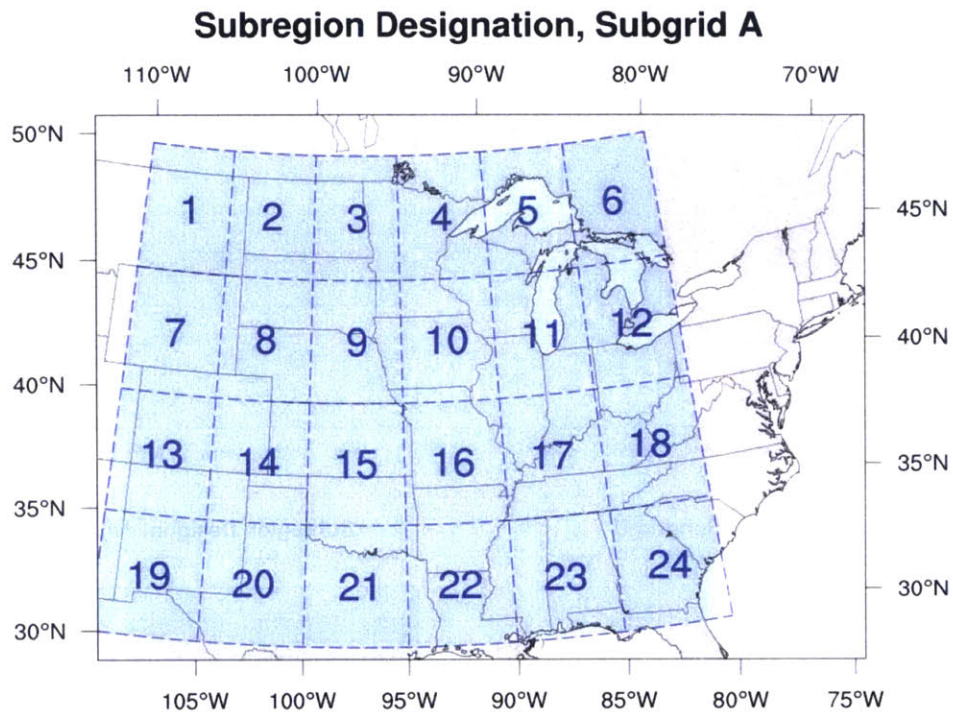 Subregion Designation, Subgrid A
110°W 100°W 90°W 80°W 70°W
50°N
45°N
45°N
40°N
40°N
35°N
35°N
30°N
30°N
1 2 3 4 5 6
7 8 9 10 11 12
13 14 15 16 17 18
19 20 21 22 23 24
105°W 100°W 95°W 90°W 85°W 80°W 75°W